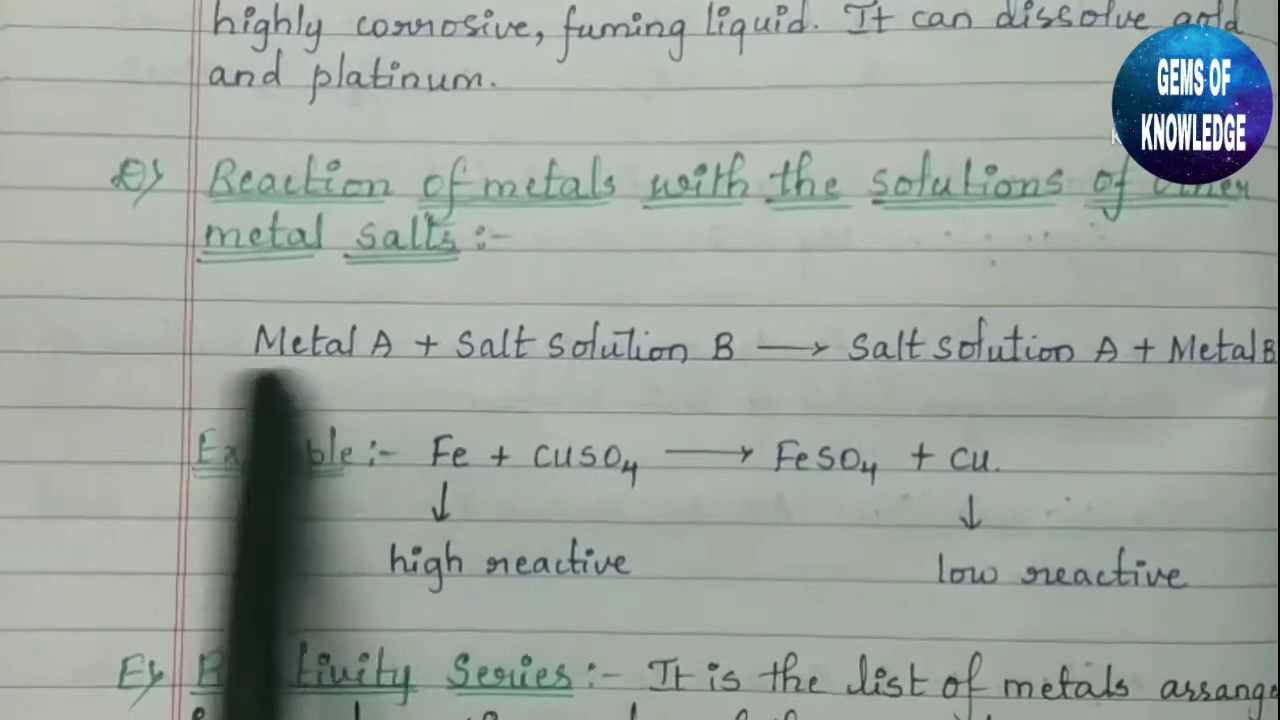 highly corrosive, fuming liquid. It can dissolve gold
and platinum.
GEMS OF
KNOWLEDGE
Reaction of metals with the solutions of other
metal salts :-
Metal A + Salt solution B → Salt solution A + Metal B
:- Fe + CuSO4 → FeSO4 + Cu.
↓ ↓
high reactive low reactive
E) Series :- It is the list of metals